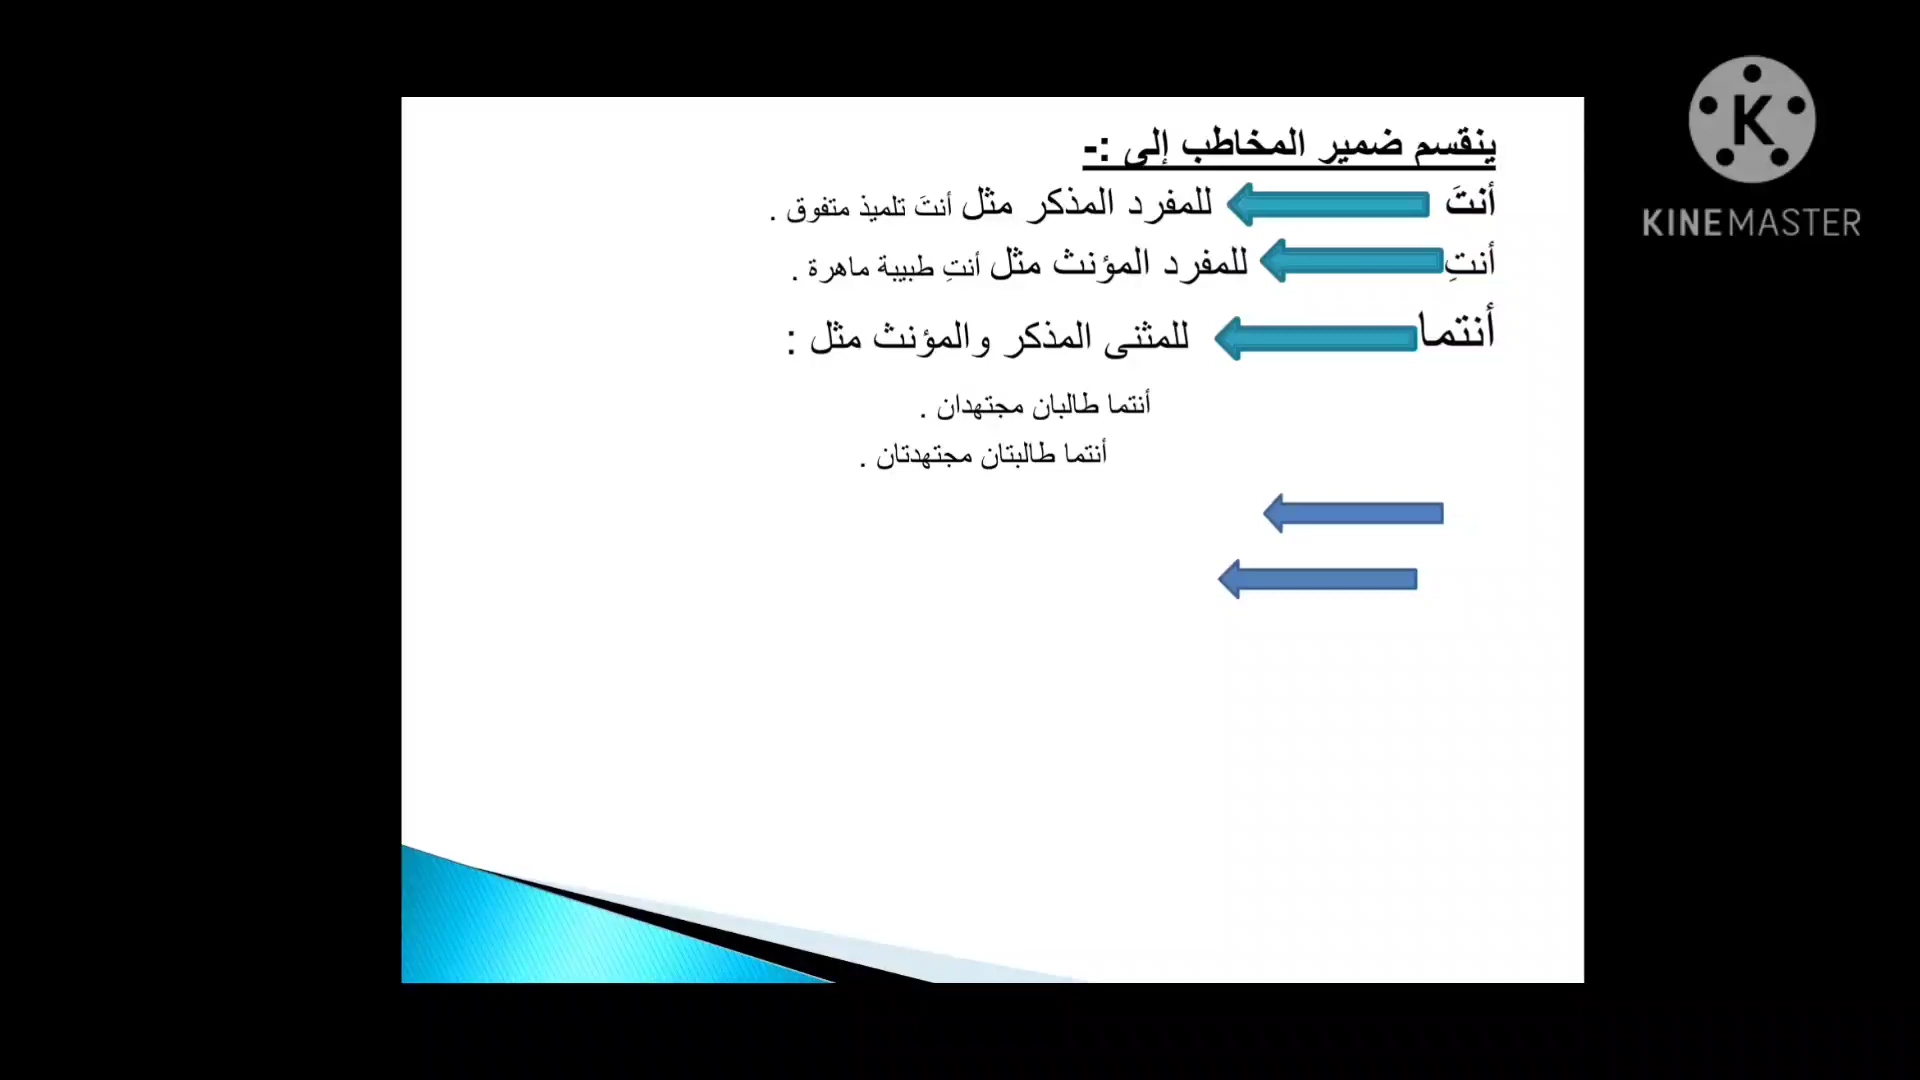 ينقسم ضمير المخاطب إلى :-
أنتَ للمفرد المذكر مثل أنتَ تلميذ متفوق .
أنتِ للمفرد المؤنث مثل أنتِ طبيبة ماهرة .
أنتما للمثنى المذكر والمؤنث مثل :
أنتما طالبان مجتهدان .
أنتما طالبتان مجتهدتان .
K
KINEMASTER